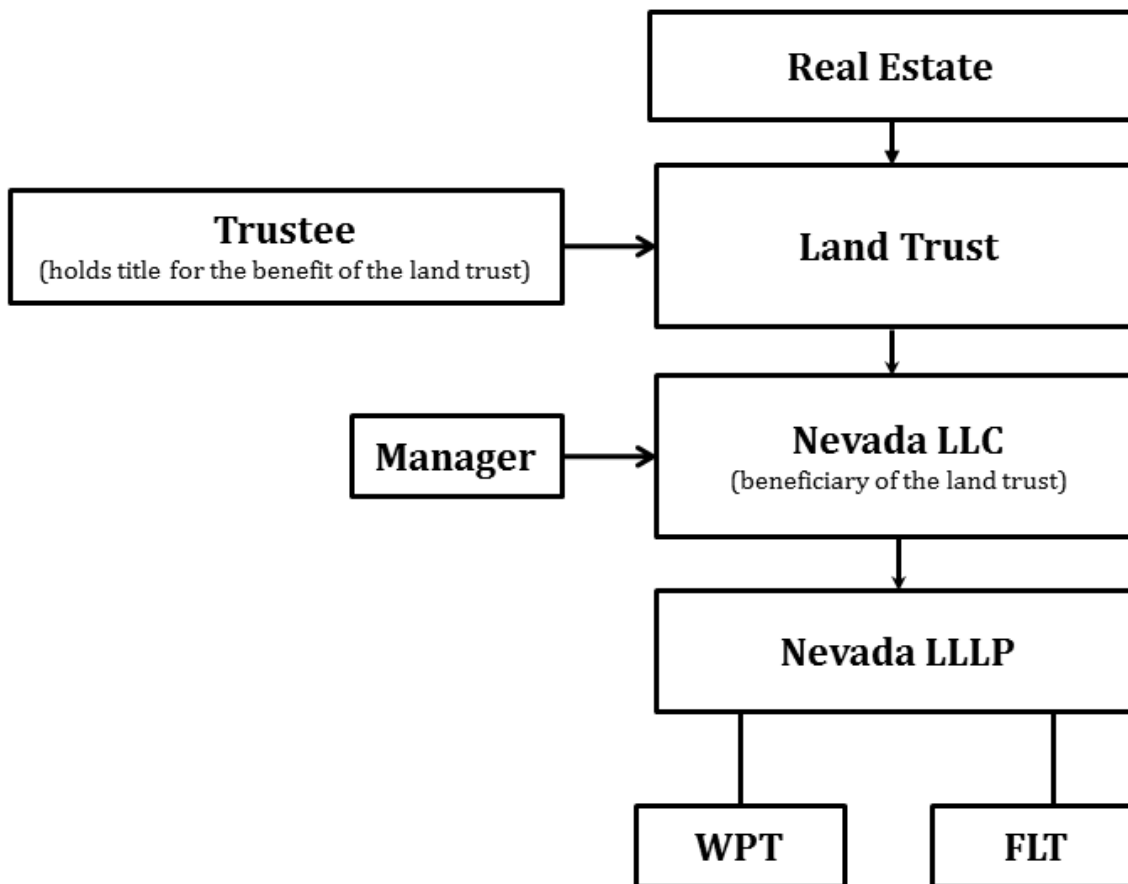 Real Estate
Trustee
(holds title for the benefit of the land trust)
Land Trust
Manager
Nevada LLC
(beneficiary of the land trust)
Nevada LLLP
WPT
FLT